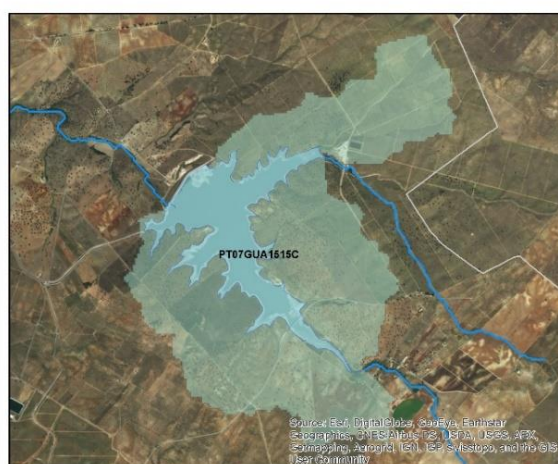 PT07GUA1515C
Source: Esri, DigitalGlobe, GeoEye, Earthstar
Geographics, CNES/Airbus DS, USDA, USGS, AEX,
Getmapping, Aerogrid, IGN, IGP, swisstopo, and the GIS
User Community